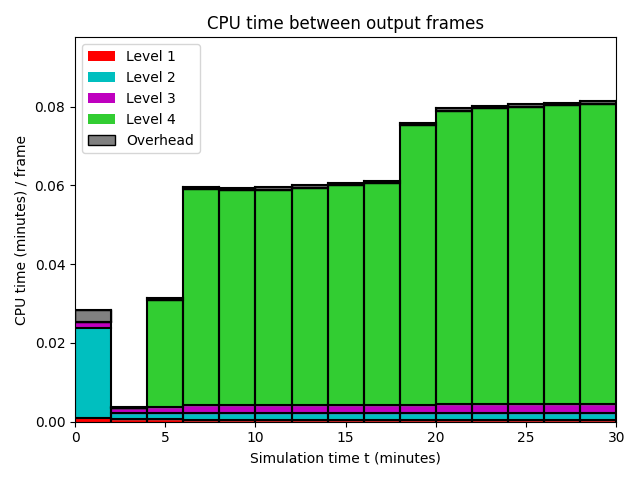 CPU time between output frames
Level 1
Level 2
Level 3
Level 4
Overhead
CPU time (minutes) / frame
0.08
0.06
0.04
0.02
0.00
0 5 10 15 20 25 30
Simulation time t (minutes)